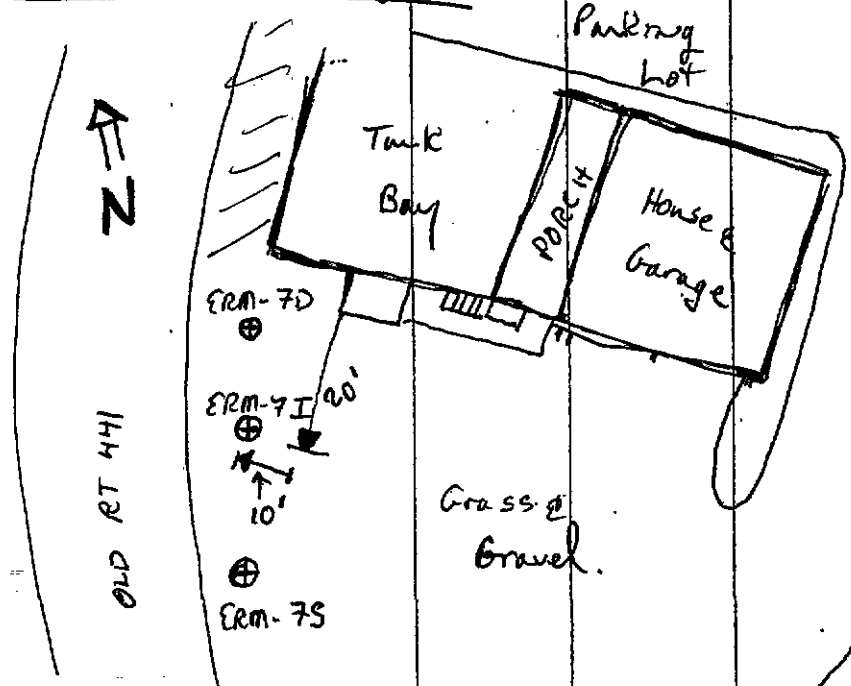 Parking
Lot
N
Tank
Bay
PORCH
House &
Garage
ERM-7D
ERM-7I
20'
10'
OLD RT 441
Grass &
Gravel.
ERM-7S